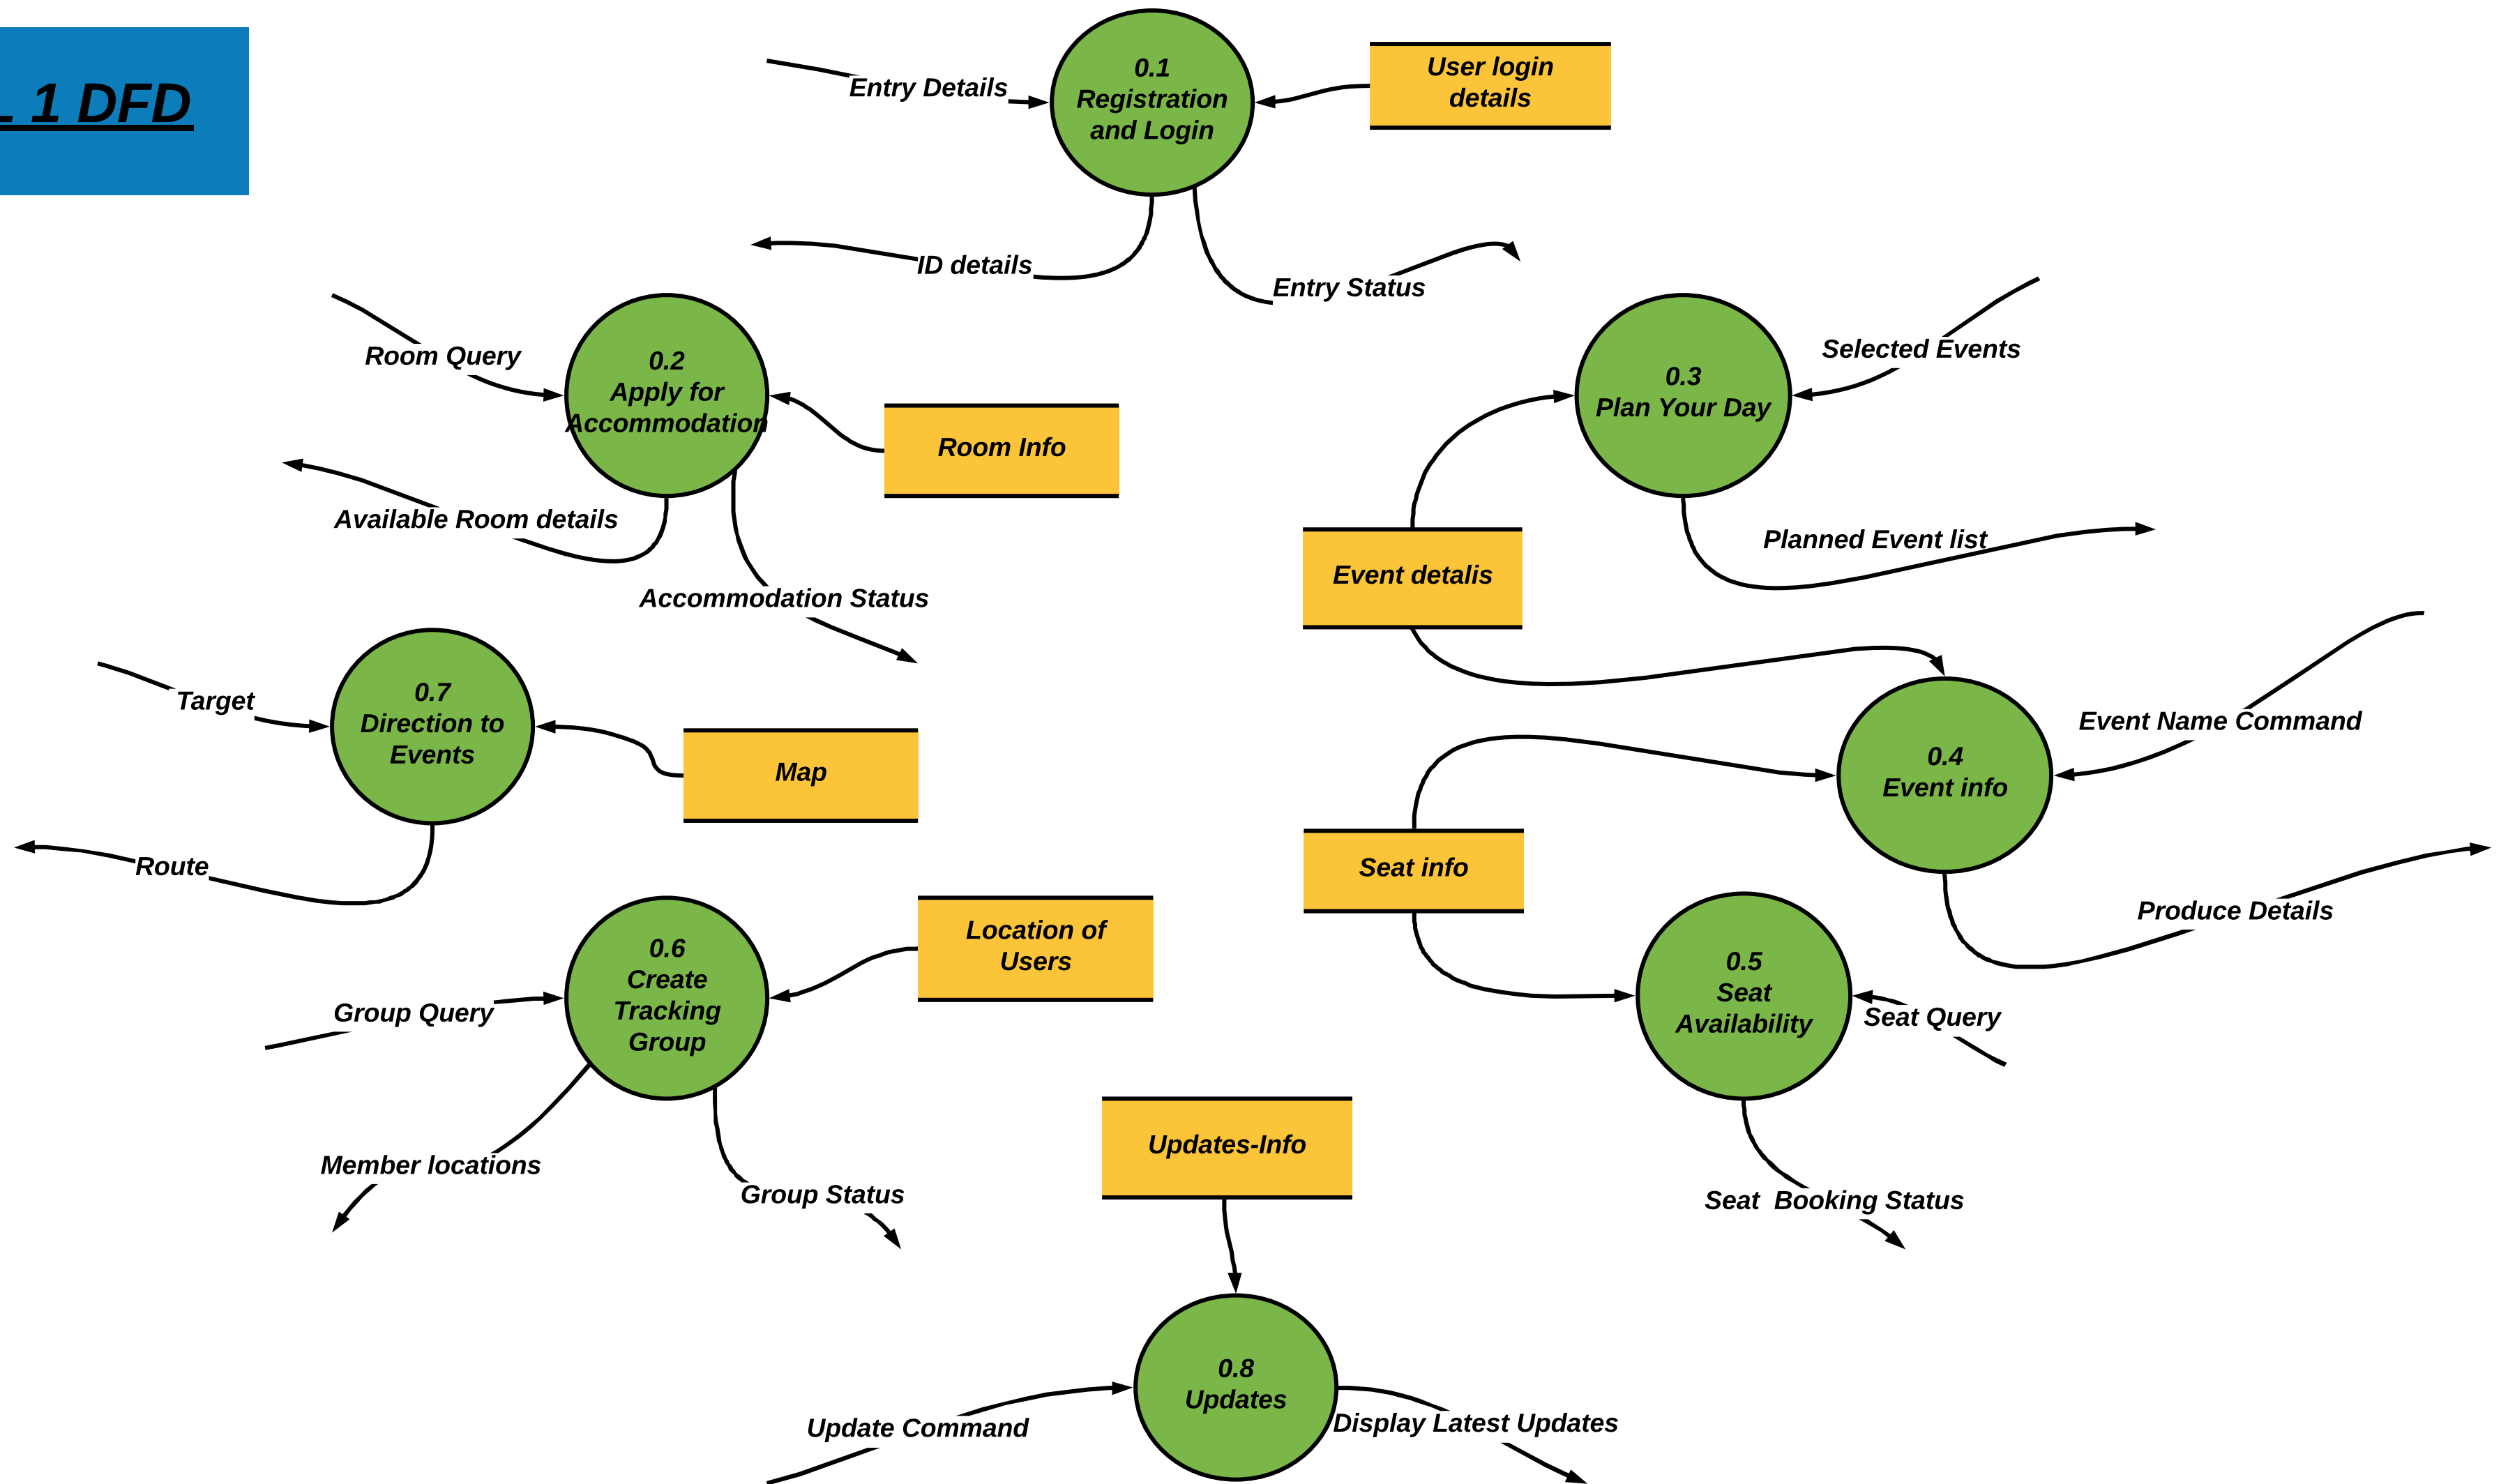 1 DFD
0.1
Registration
and Login
User login
details
Entry Details
ID details
Entry Status
Room Query
0.2
Apply for
Accommodation
Room Info
Available Room details
Accommodation Status
0.3
Plan Your Day
Selected Events
Planned Event list
Event detalis
Target
0.7
Direction to
Events
Map
Route
Event Name Command
0.4
Event info
Seat info
Produce Details
Group Query
0.6
Create
Tracking
Group
Location of
Users
Member locations
Group Status
0.5
Seat
Availability
Seat Query
Seat  Booking Status
Updates-Info
0.8
Updates
Update Command
Display Latest Updates